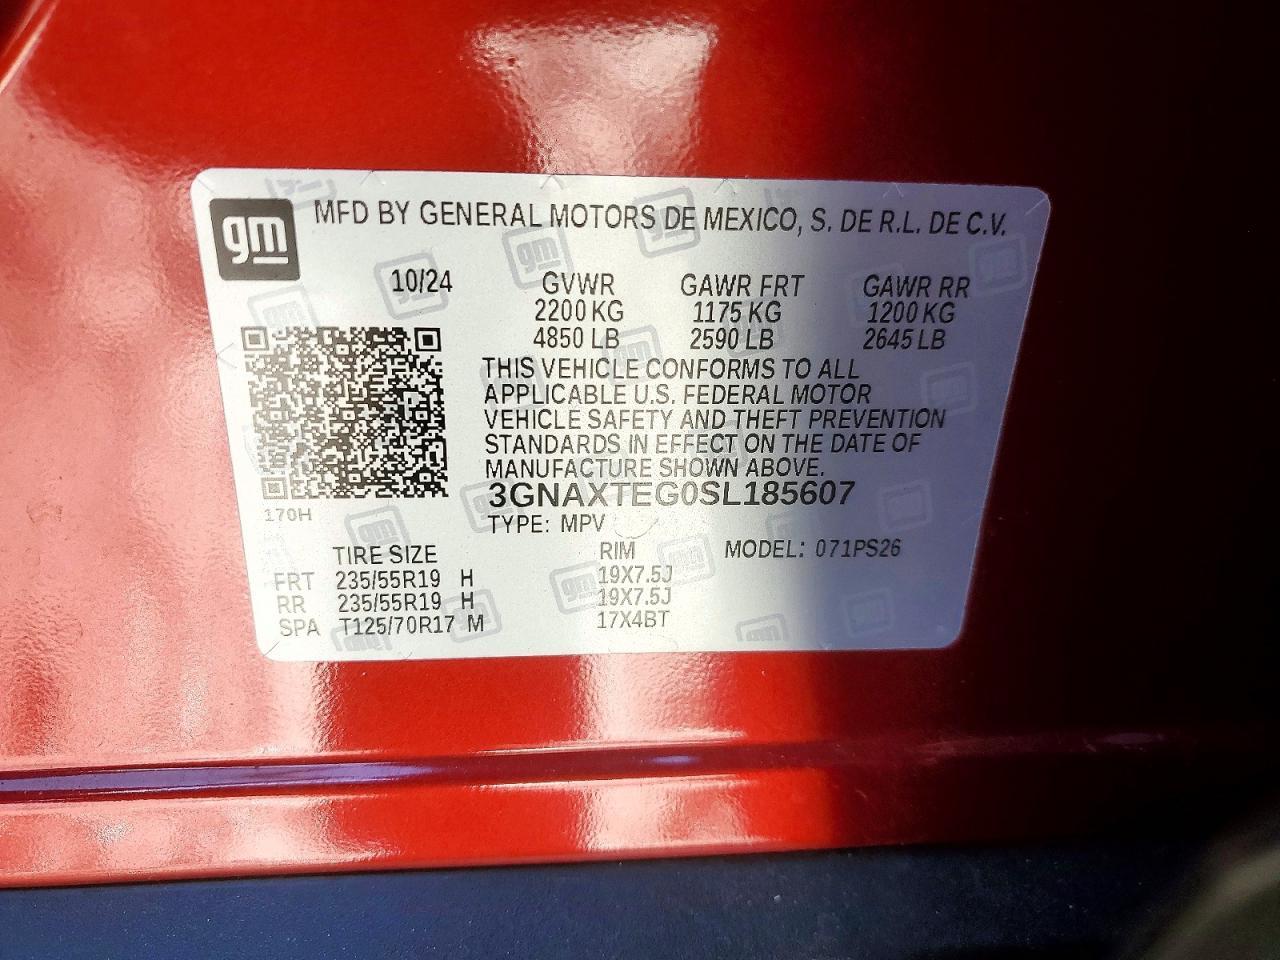 gm MFD BY GENERAL MOTORS DE MEXICO, S. DE R.L. DE C.V.
10/24 GVWR GAWR FRT GAWR RR
2200 KG 1175 KG 1200 KG
4850 LB 2590 LB 2645 LB
THIS VEHICLE CONFORMS TO ALL
APPLICABLE U.S. FEDERAL MOTOR
VEHICLE SAFETY AND THEFT PREVENTION
STANDARDS IN EFFECT ON THE DATE OF
MANUFACTURE SHOWN ABOVE.
3GNAXTEG0SL185607
170H
TYPE: MPV
TIRE SIZE RIM MODEL: 071PS26
FRT 235/55R19 H 19X7.5J
RR 235/55R19 H 19X7.5J
SPA T125/70R17 M 17X4BT